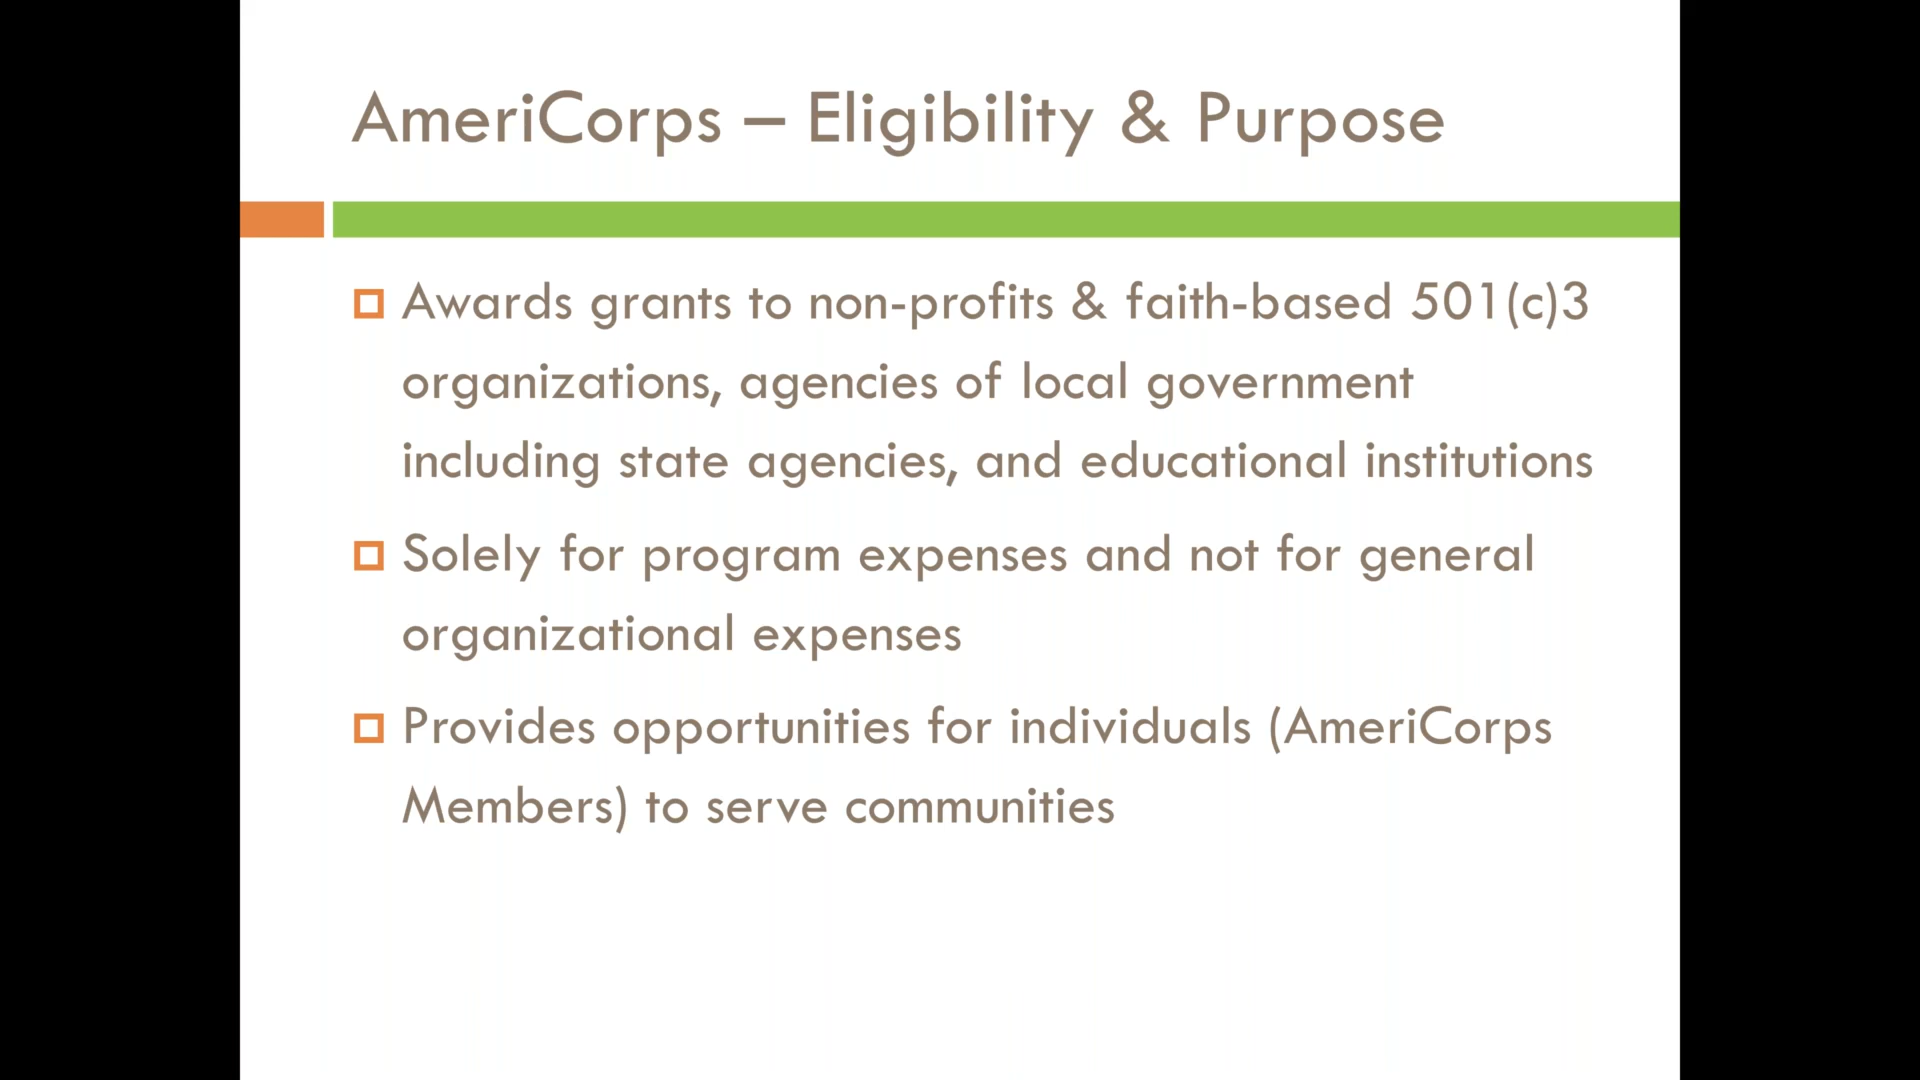 AmeriCorps – Eligibility & Purpose
Awards grants to non-profits & faith-based 501(c)3
organizations, agencies of local government
including state agencies, and educational institutions
Solely for program expenses and not for general
organizational expenses
Provides opportunities for individuals (AmeriCorps
Members) to serve communities